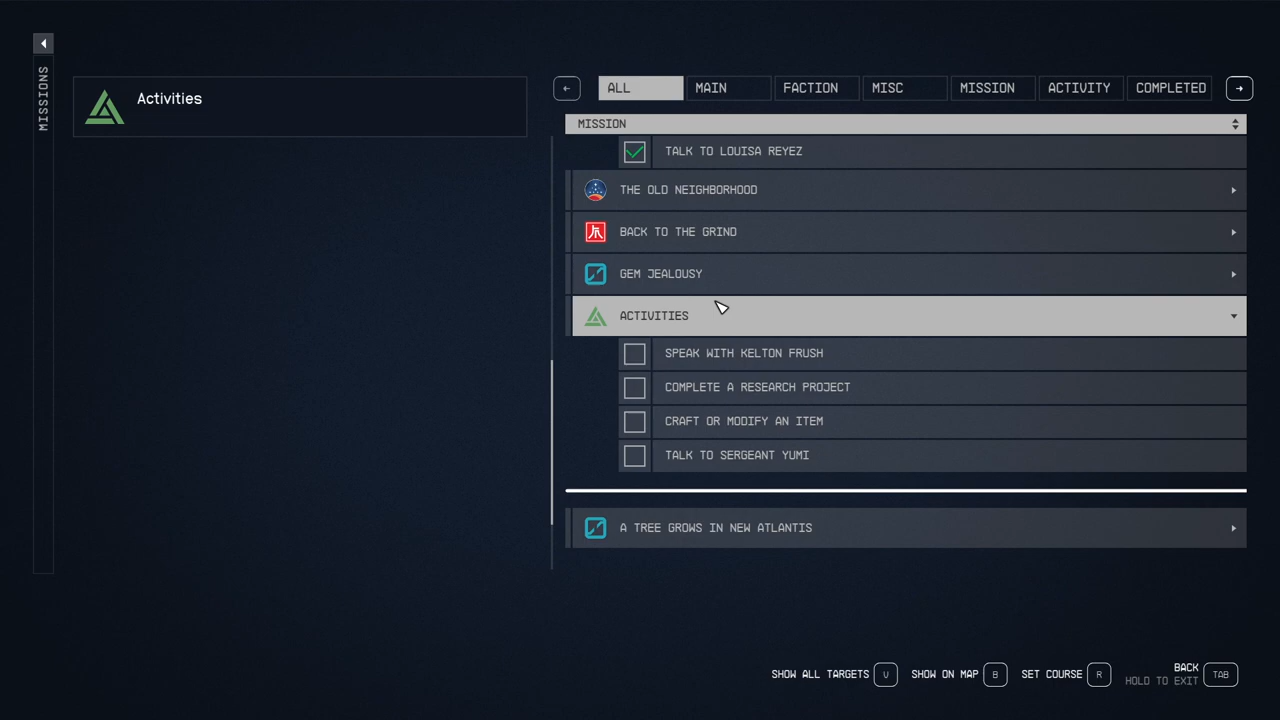 MISSIONS
Activities
ALL
MAIN
FACTION
MISC
MISSION
ACTIVITY
COMPLETED
MISSION
TALK TO LOUISA REYEZ
THE OLD NEIGHBORHOOD
BACK TO THE GRIND
GEM JEALOUSY
ACTIVITIES
SPEAK WITH KELTON FRUSH
COMPLETE A RESEARCH PROJECT
CRAFT OR MODIFY AN ITEM
TALK TO SERGEANT YUMI
A TREE GROWS IN NEW ATLANTIS
SHOW ALL TARGETS V
SHOW ON MAP B
SET COURSE R
BACK
HOLD TO EXIT
TAB